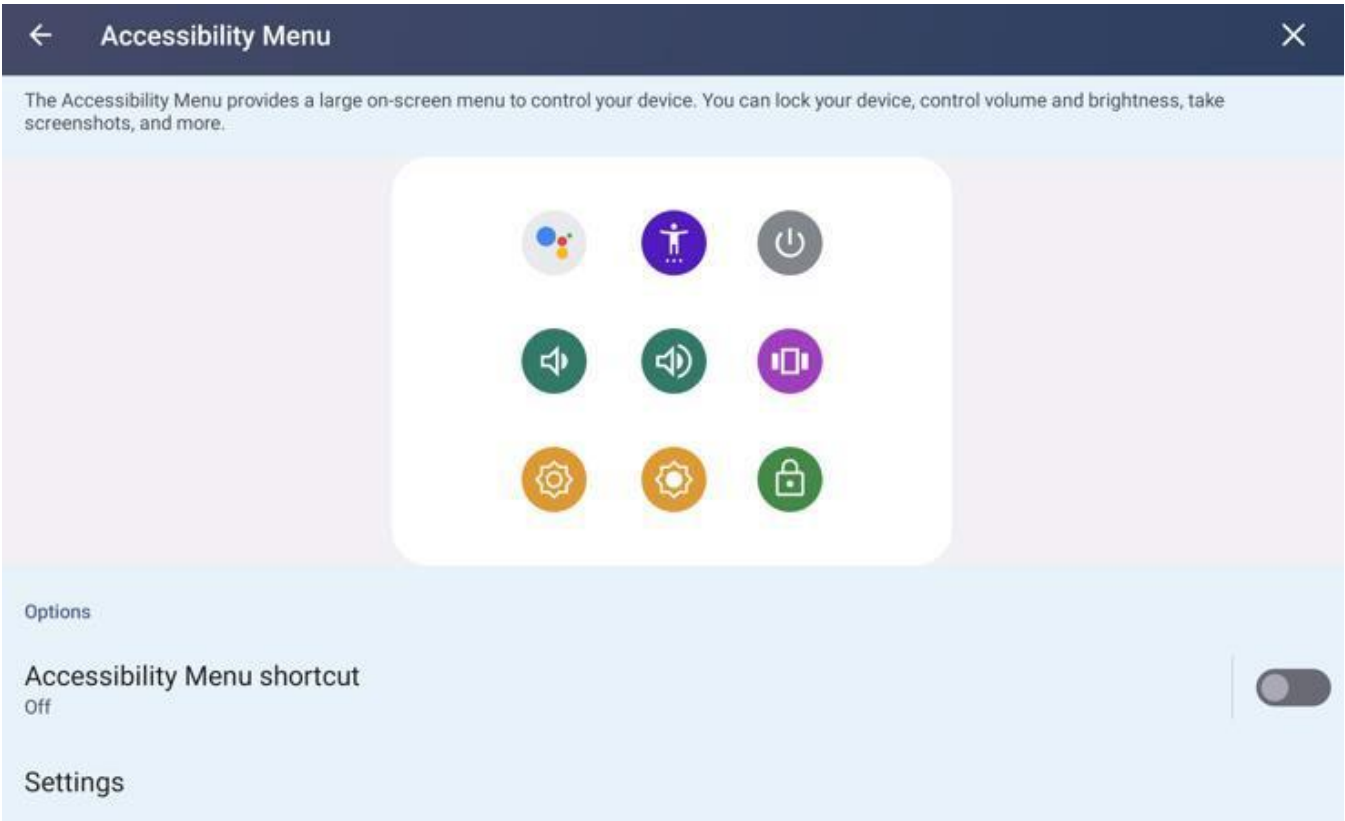 Accessibility Menu
The Accessibility Menu provides a large on-screen menu to control your device. You can lock your device, control volume and brightness, take
screenshots, and more.
Options
Accessibility Menu shortcut
Off
Settings